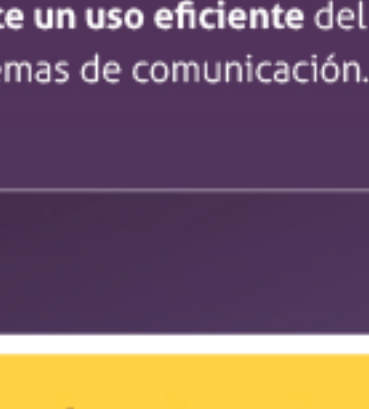 te un uso eficiente del
emas de comunicación.